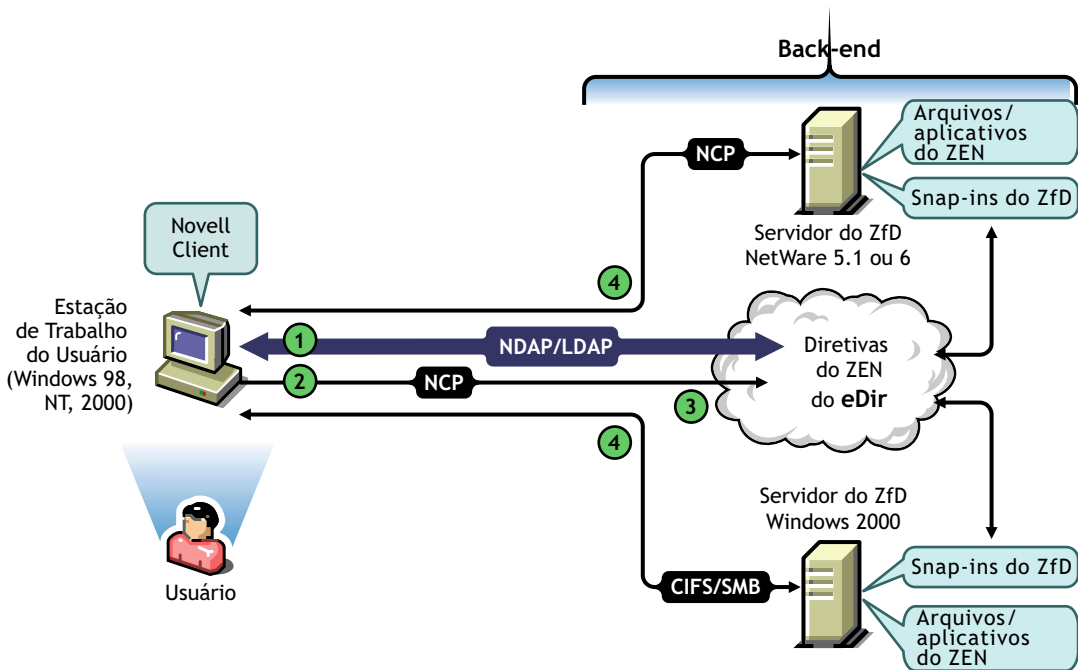 Back-end
Arquivos/
aplicativos
do ZEN
NCP
Snap-ins do ZfD
Novell
Client
Servidor do ZfD
NetWare 5.1 ou 6
4
Estação
de Trabalho
do Usuário
(Windows 98,
NT, 2000)
1
NDAP/LDAP
Diretivas
do ZEN
do eDir
2
NCP
3
4
Servidor do ZfD
Windows 2000
Snap-ins do ZfD
CIFS/SMB
Usuário
Arquivos/
aplicativos
do ZEN